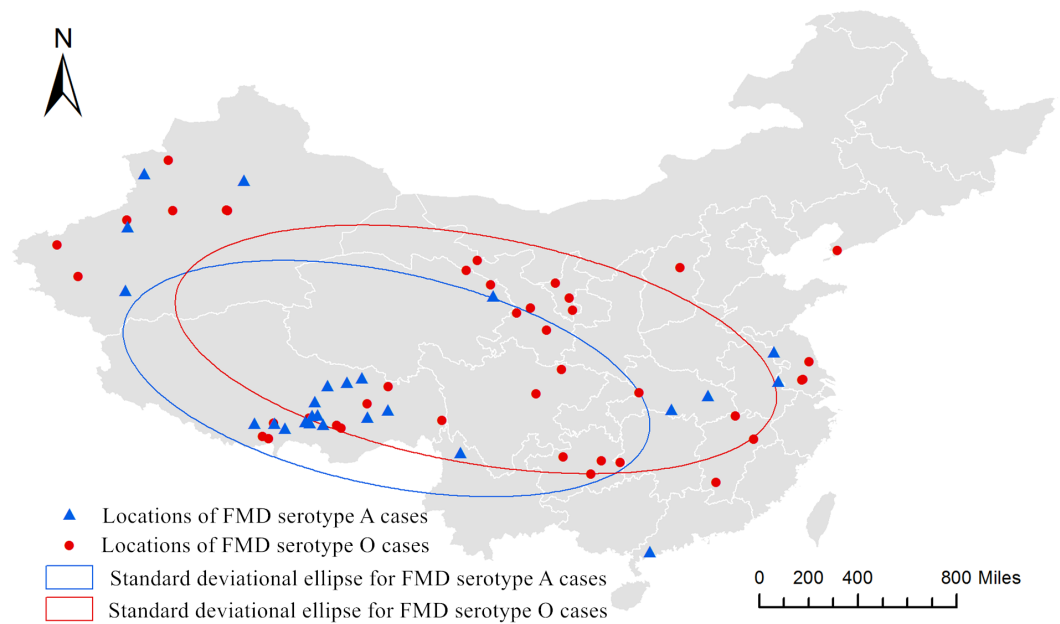 N
Locations of FMD serotype A cases
Locations of FMD serotype O cases
Standard deviational ellipse for FMD serotype A cases
Standard deviational ellipse for FMD serotype O cases
0 200 400 800 Miles